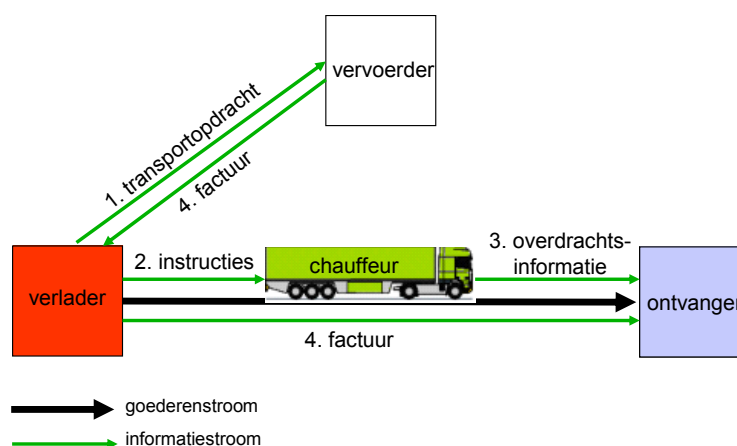 vervoerder
1. transportopdracht
4. factuur
2. instructies
chauffeur
3. overdrachts-
informatie
verlader
ontvanger
4. factuur
goederenstroom
informatiestroom